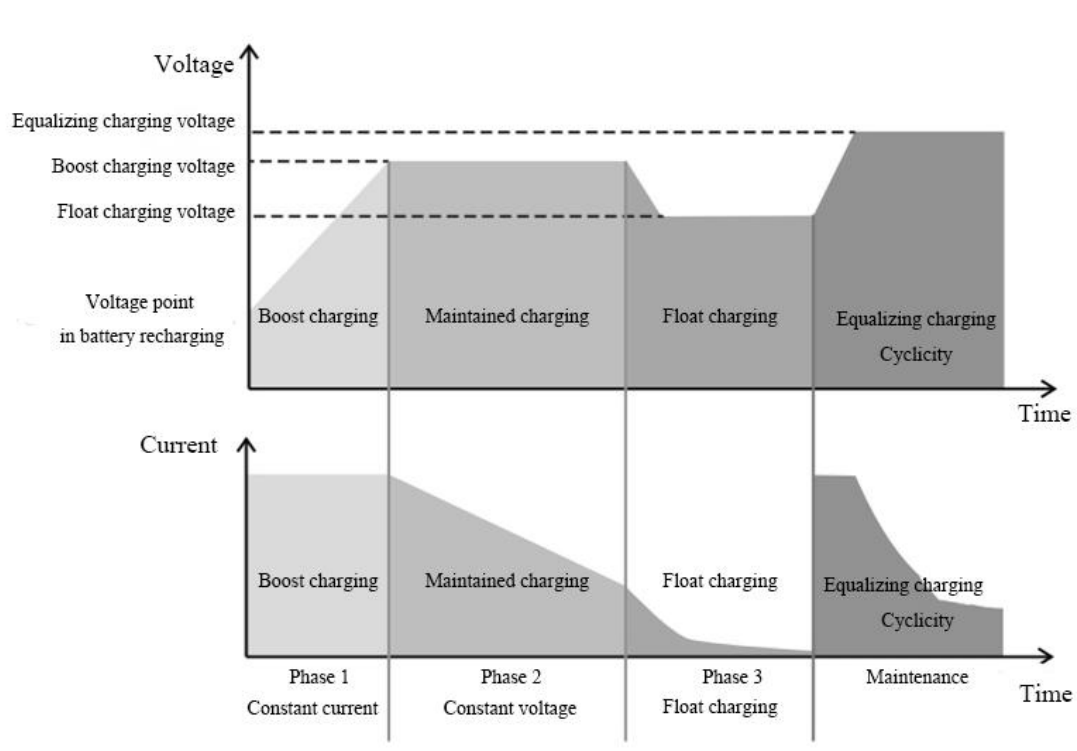 Voltage
Equalizing charging voltage
Boost charging voltage
Float charging voltage
Voltage point
in battery recharging
Boost charging
Maintained charging
Float charging
Equalizing charging
Cyclicity
Time
Current
Boost charging
Maintained charging
Float charging
Equalizing charging
Cyclicity
Phase 1
Constant current
Phase 2
Constant voltage
Phase 3
Float charging
Maintenance
Time